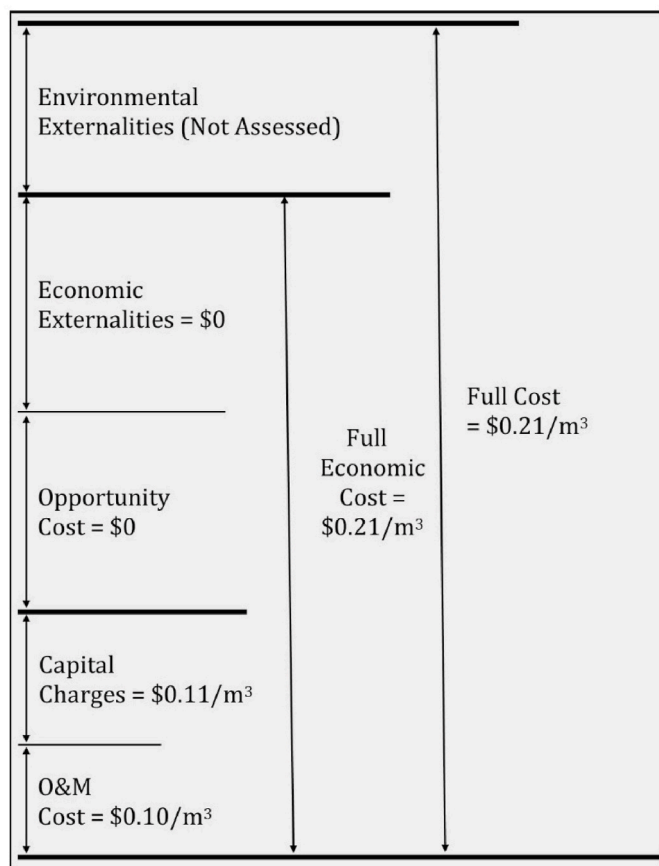 Environmental
Externalities (Not Assessed)
Economic
Externalities = $0
Opportunity
Cost = $0
Capital
Charges = $0.11/m³
O&M
Cost = $0.10/m³
Full
Economic
Cost =
$0.21/m³
Full Cost
= $0.21/m³